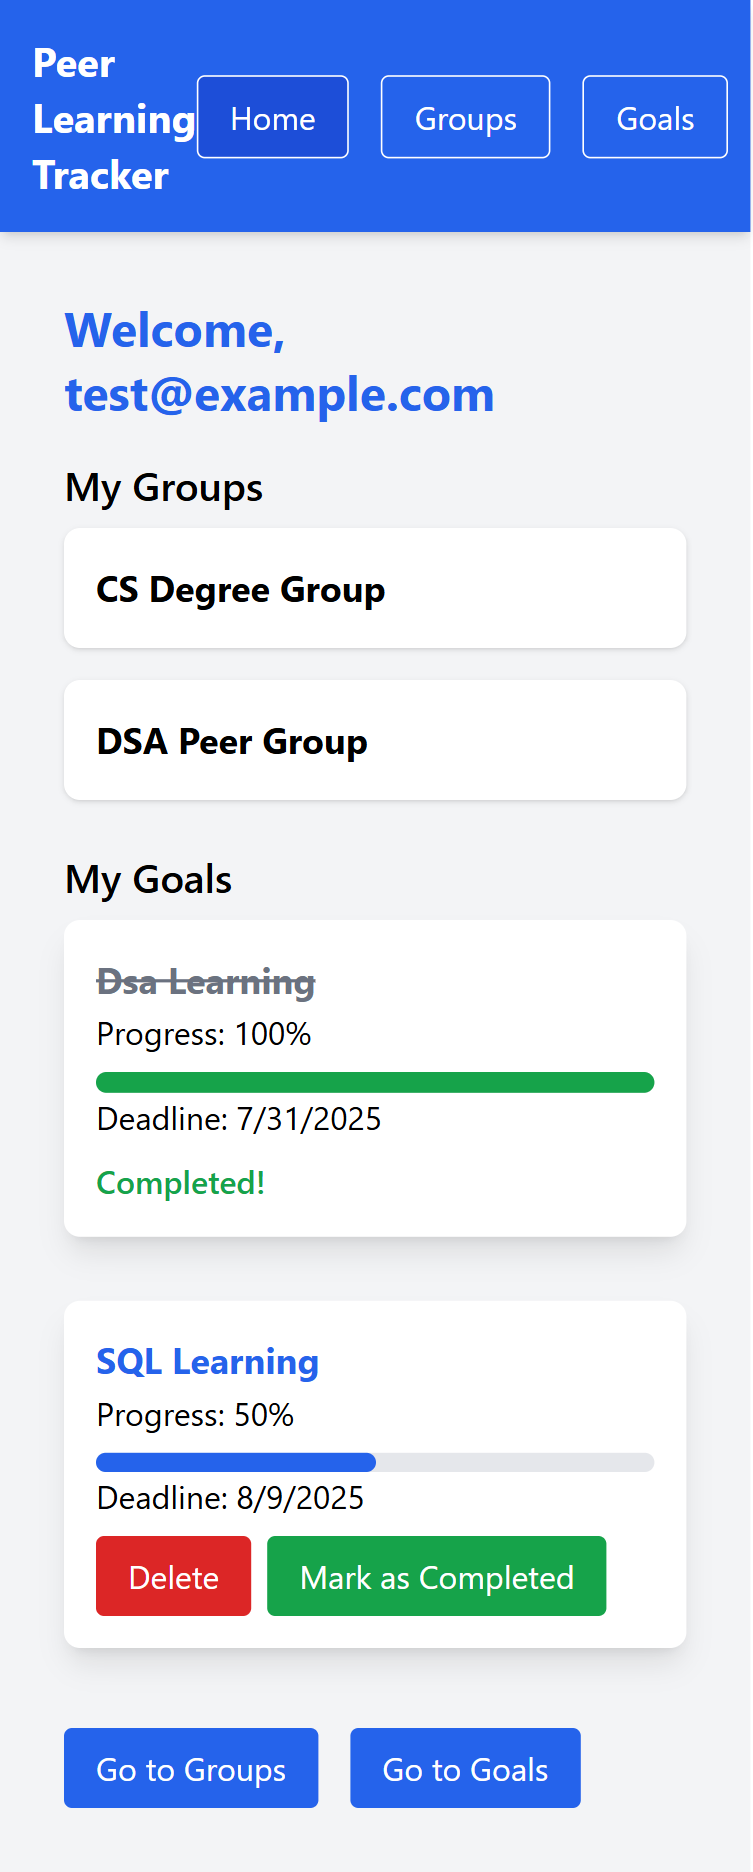 Peer
Learning
Tracker
Home
Groups
Goals
Welcome,
test@example.com
My Groups
CS Degree Group
DSA Peer Group
My Goals
Dsa Learning
Progress: 100%
Deadline: 7/31/2025
Completed!
SQL Learning
Progress: 50%
Deadline: 8/9/2025
Delete
Mark as Completed
Go to Groups
Go to Goals